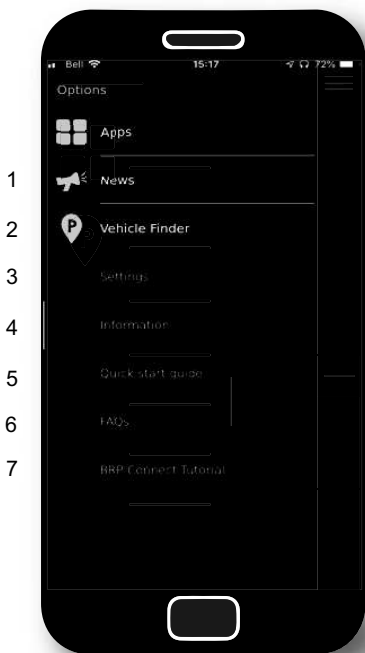 Bell 15:17 72%
Options
Apps
1 News
2 P Vehicle Finder
3 Settings
4 Information
5 Quick start guide
6 FAQs
7 BRP Connect Tutorial